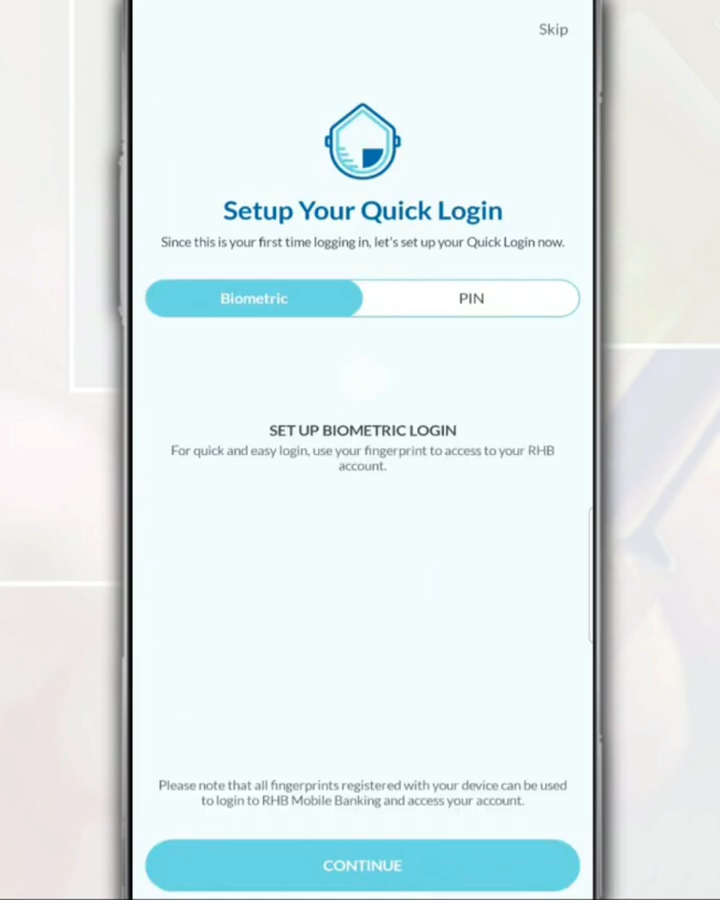 Skip
Setup Your Quick Login
Since this is your first time logging in, let's set up your Quick Login now.
Biometric
PIN
SET UP BIOMETRIC LOGIN
For quick and easy login, use your fingerprint to access to your RHB
account.
Please note that all fingerprints registered with your device can be used
to login to RHB Mobile Banking and access your account.
CONTINUE